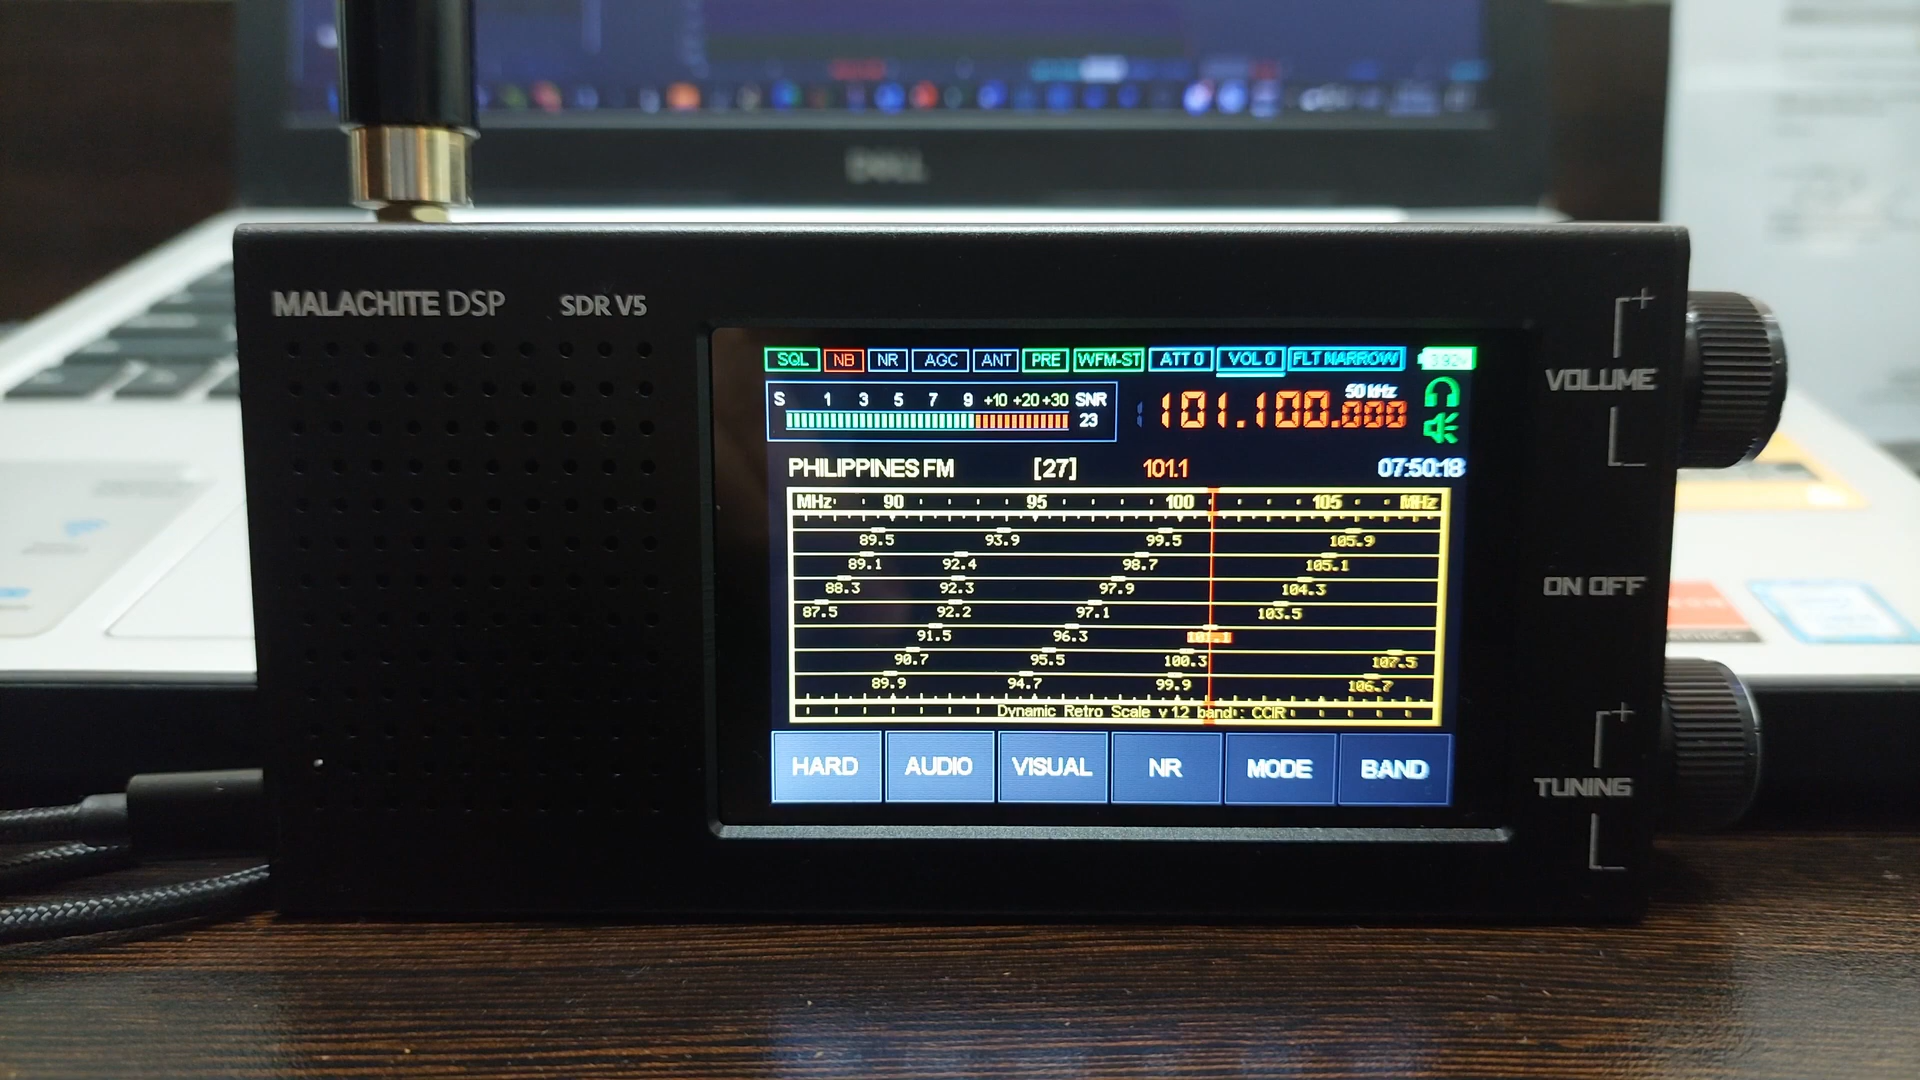 DELL
MALACHITE DSP SDR V5
SQL NB NR AGC ANT PRE WFM-ST ATT 0 VOL 0 FLT NARROW 3.92v
S 1 3 5 7 9 +10 +20 +30 SNR
23
50 kHz
101.100.000
PHILIPPINES FM [27] 101.1 07:50:18
MHz 90 95 100 105 MHz
89.5 93.9 99.5 105.9
89.1 92.4 98.7 105.1
88.3 92.3 97.9 104.3
87.5 92.2 97.1 103.5
91.5 96.3 101.1
90.7 95.5 100.3 107.5
89.9 94.7 99.9 106.7
Dynamic Retro Scale v 1.2 band : CCIR
HARD AUDIO VISUAL NR MODE BAND
+
VOLUME
-
ON OFF
+
TUNING
-